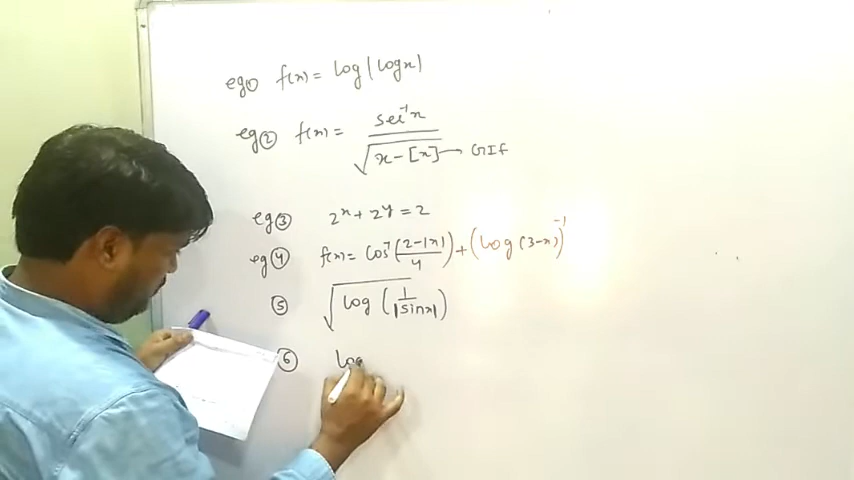 eg① f(x) = log(logx)
eg② f(x) = sec⁻¹x / √(x-[x]) → GIF
eg③ 2ˣ + 2ʸ = 2
eg④ f(x) = cos⁻¹((2-|x|)/4) + (log(3-x))⁻¹
⑤ √(log(1/|sinx|))
⑥ log